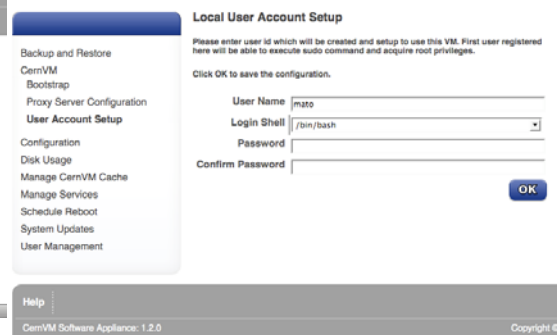 Local User Account Setup
Please enter user id which will be created and setup to use this VM. First user registered
here will be able to execute sudo command and acquire root privileges.
Click OK to save the configuration.
User Name mato
Login Shell /bin/bash
Password
Confirm Password
OK
Backup and Restore
CernVM
Bootstrap
Proxy Server Configuration
User Account Setup
Configuration
Disk Usage
Manage CernVM Cache
Manage Services
Schedule Reboot
System Updates
User Management
Help
CernVM Software Appliance: 1.2.0
Copyright ©